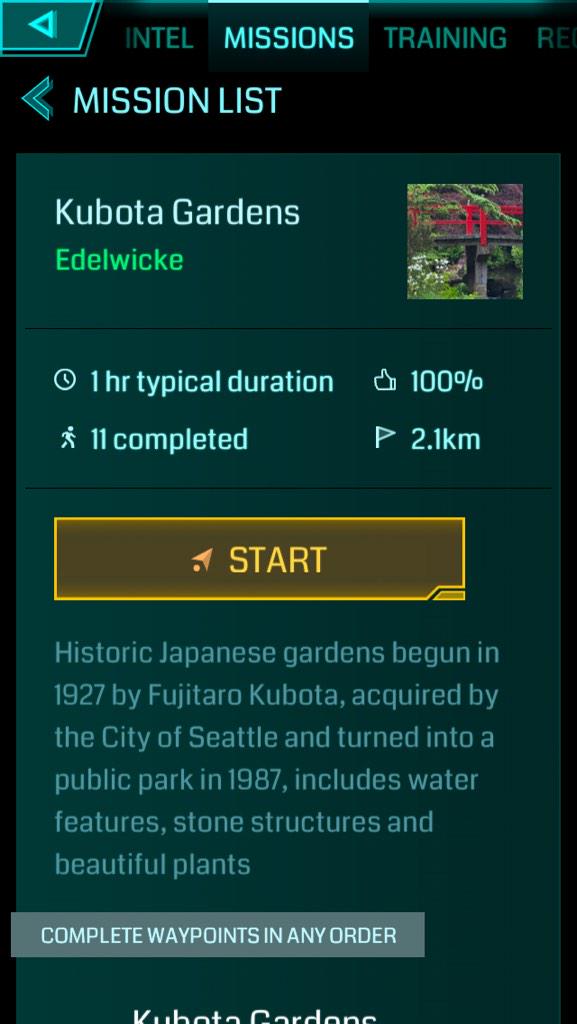 INTEL MISSIONS TRAINING
MISSION LIST
Kubota Gardens
Edelwicke
1 hr typical duration 100%
11 completed 2.1km
START
Historic Japanese gardens begun in
1927 by Fujitaro Kubota, acquired by
the City of Seattle and turned into a
public park in 1987, includes water
features, stone structures and
beautiful plants
COMPLETE WAYPOINTS IN ANY ORDER
Kubota Gardens